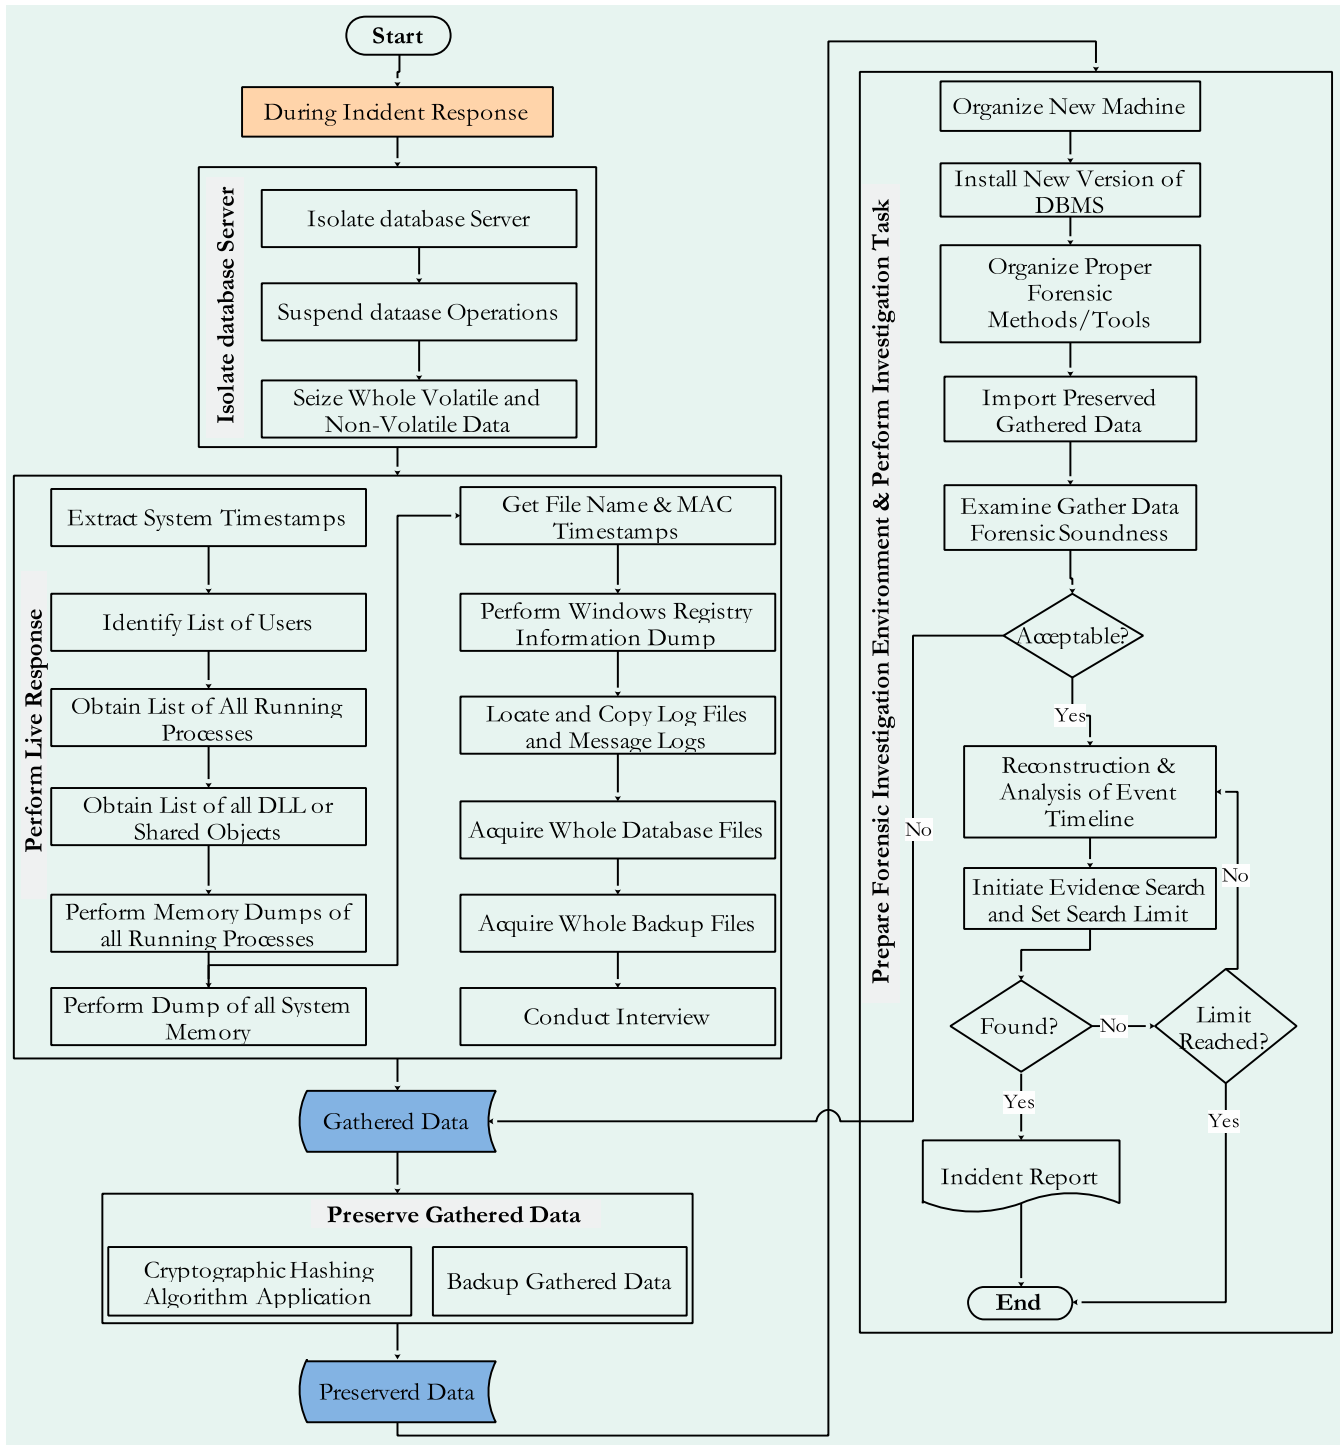 Start
During Incident Response
Isolate database Server
Isolate database Server
Suspend dataase Operations
Seize Whole Volatile and
Non-Volatile Data
Perform Live Response
Extract System Timestamps
Identify List of Users
Obtain List of All Running
Processes
Obtain List of all DLL or
Shared Objects
Perform Memory Dumps of
all Running Processes
Perform Dump of all System
Memory
Get File Name & MAC
Timestamps
Perform Windows Registry
Information Dump
Locate and Copy Log Files
and Message Logs
Acquire Whole Database Files
Acquire Whole Backup Files
Conduct Interview
Gathered Data
Preserve Gathered Data
Cryptographic Hashing
Algorithm Application
Backup Gathered Data
Preserverd Data
Prepare Forensic Investigation Environment & Perform Investigation Task
Organize New Machine
Install New Version of
DBMS
Organize Proper
Forensic
Methods/Tools
Import Preserved
Gathered Data
Examine Gather Data
Forensic Soundness
Acceptable?
No
Yes
Reconstruction &
Analysis of Event
Timeline
Initiate Evidence Search
and Set Search Limit
Found?
No
Limit
Reached?
No
Yes
Yes
Incident Report
End